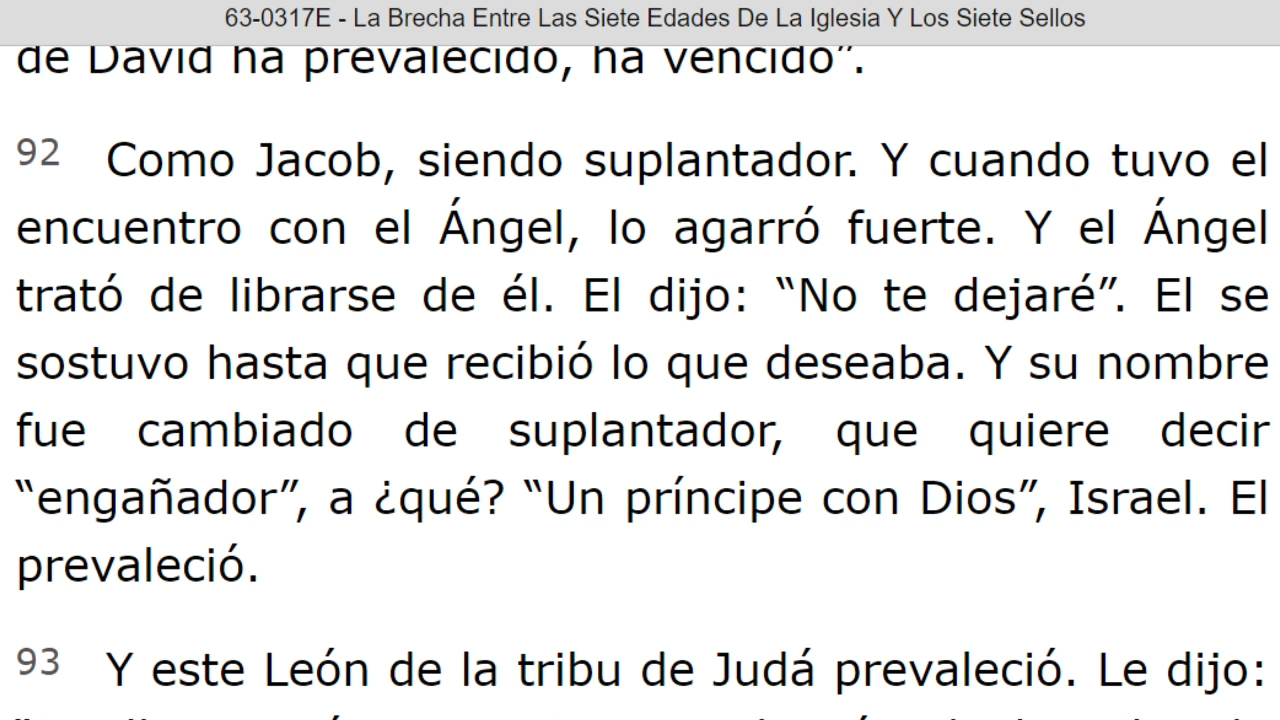 63-0317E - La Brecha Entre Las Siete Edades De La Iglesia Y Los Siete Sellos
de David ha prevalecido, ha vencido”.
92 Como Jacob, siendo suplantador. Y cuando tuvo el
encuentro con el Ángel, lo agarró fuerte. Y el Ángel
trató de librarse de él. El dijo: “No te dejaré”. El se
sostuvo hasta que recibió lo que deseaba. Y su nombre
fue cambiado de suplantador, que quiere decir
“engañador”, a ¿qué? “Un príncipe con Dios”, Israel. El
prevaleció.
93 Y este León de la tribu de Judá prevaleció. Le dijo: